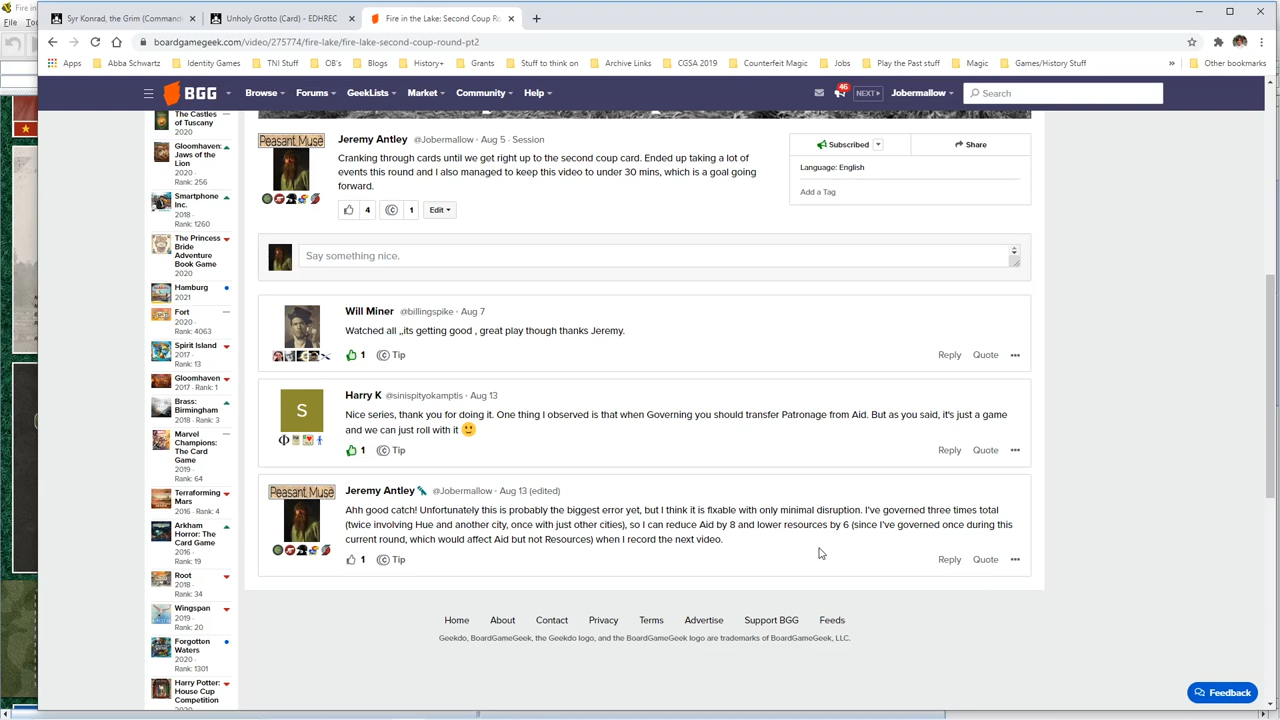 Fire in
File
Too
Syr Konrad, the Grim (Command
Unholy Grotto (Card) - EDHREC
Fire in the Lake: Second Coup Ro
boardgamegeek.com/video/275774/fire-lake/fire-lake-second-coup-round-pt2
Apps
Abba Schwartz
Identity Games
TNI Stuff
OB's
Blogs
History+
Grants
Stuff to think on
Archive Links
CGSA 2019
Counterfeit Magic
Jobs
Play the Past stuff
Magic
Games/History Stuff
»
Other bookmarks
BGG
Browse
Forums
GeekLists
Market
Community
Help
46
NEXT
Jobermallow
Search
The Castles
of Tuscany
2020
Gloomhaven:
Jaws of the
Lion
2020
Rank: 256
Smartphone
Inc.
2018
Rank: 1260
The Princess
Bride
Adventure
Book Game
2020
Hamburg
2021
Fort
2020
Rank: 4063
Spirit Island
2017
Rank: 13
Gloomhaven
2017 · Rank: 1
Brass:
Birmingham
2018 · Rank: 3
Marvel
Champions:
The Card
Game
2019
Rank: 64
Terraforming
Mars
2016 · Rank: 4
Arkham
Horror: The
Card Game
2016
Rank: 19
Root
2018
Rank: 34
Wingspan
2019
Rank: 20
Forgotten
Waters
2020
Rank: 1301
Harry Potter:
House Cup
Competition
2020
Peasant Muse
Jeremy Antley @Jobermallow · Aug 5 · Session
Cranking through cards until we get right up to the second coup card. Ended up taking a lot of
events this round and I also managed to keep this video to under 30 mins, which is a goal going
forward.
4
1
Edit
Subscribed
Share
Language: English
Add a Tag
Say something nice.
Will Miner @billingspike · Aug 7
Watched all ,,its getting good , great play though thanks Jeremy.
1
Tip
Reply
Quote
S
Harry K @sinispityokamptis · Aug 13
Nice series, thank you for doing it. One thing I observed is that when Governing you should transfer Patronage from Aid. But as you said, it's just a game
and we can just roll with it
1
Tip
Reply
Quote
Peasant Muse
Jeremy Antley @Jobermallow · Aug 13 (edited)
Ahh good catch! Unfortunately this is probably the biggest error yet, but I think it is fixable with only minimal disruption. I've governed three times total
(twice involving Hue and another city, once with just other cities), so I can reduce Aid by 8 and lower resources by 6 (since I've governed once during this
current round, which would affect Aid but not Resources) when I record the next video.
1
Tip
Reply
Quote
Home
About
Contact
Privacy
Terms
Advertise
Support BGG
Feeds
Geekdo, BoardGameGeek, the Geekdo logo, and the BoardGameGeek logo are trademarks of BoardGameGeek, LLC.
Feedback